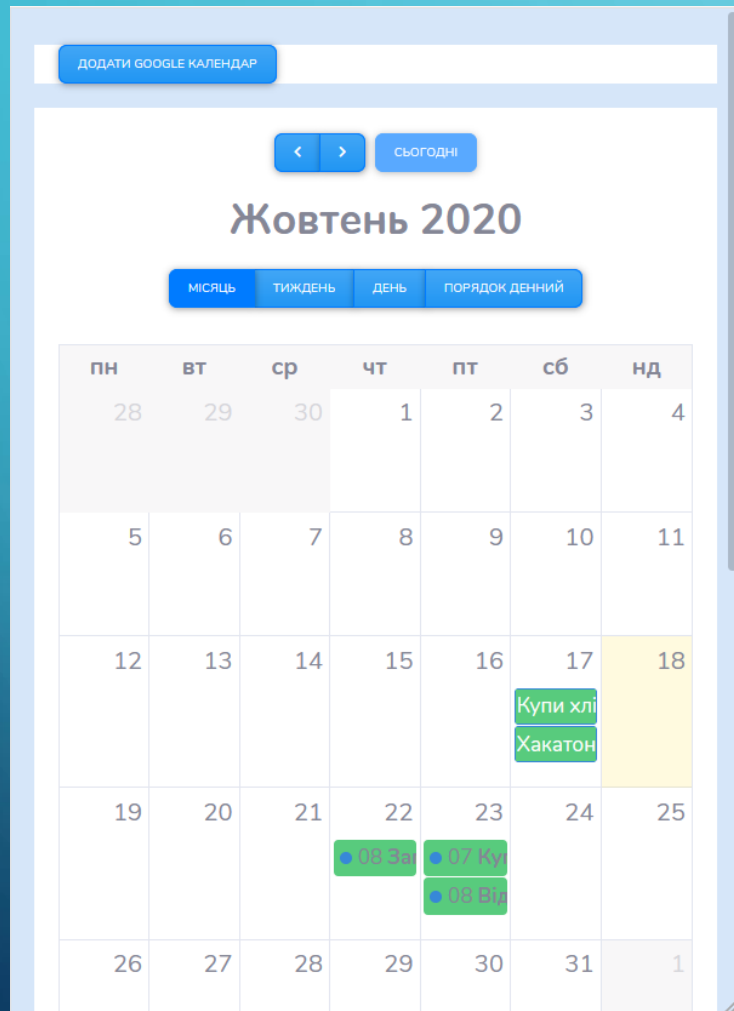 ДОДАТИ GOOGLE КАЛЕНДАР
СЬОГОДНІ
Жовтень 2020
МІСЯЦЬ ТИЖДЕНЬ ДЕНЬ ПОРЯДОК ДЕННИЙ
пн вт ср чт пт сб нд
28 29 30 1 2 3 4
5 6 7 8 9 10 11
12 13 14 15 16 17 18
Купи хлі
Хакатон
19 20 21 22 23 24 25
08 07
08 Від
26 27 28 29 30 31 1